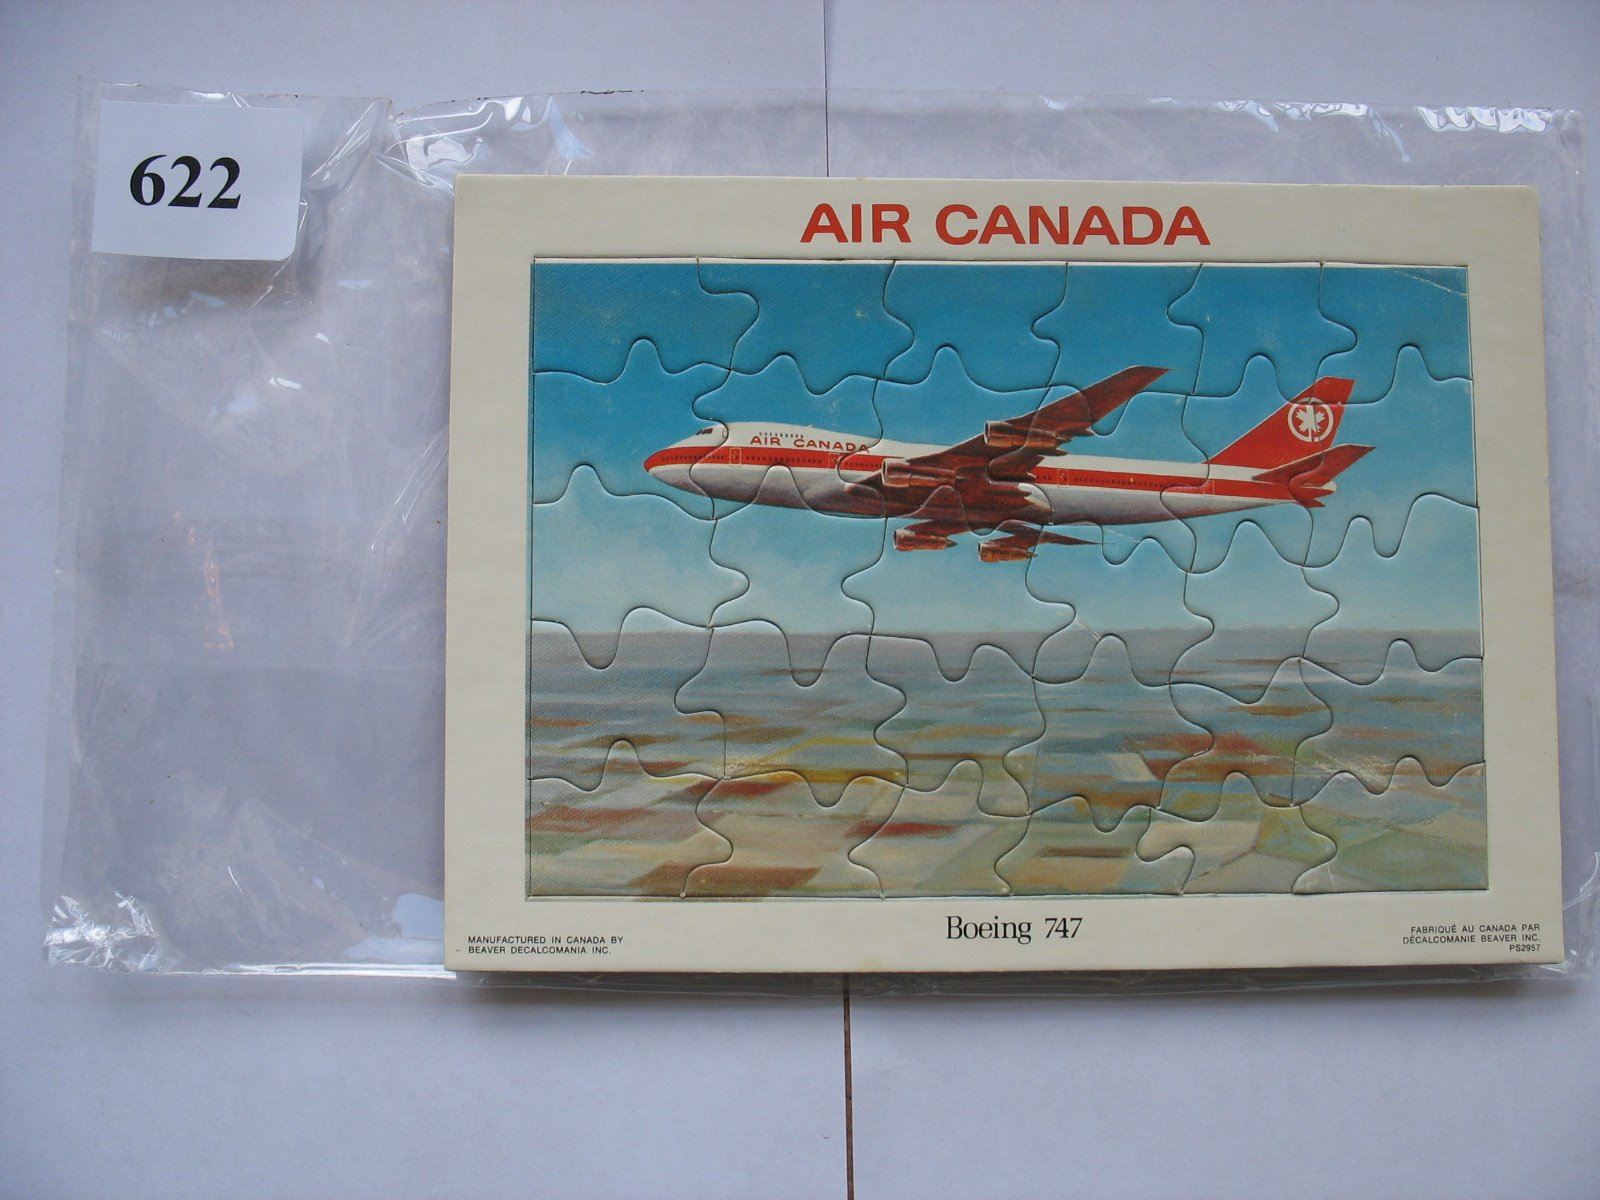 622
AIR CANADA
AIR CANADA
Boeing 747
MANUFACTURED IN CANADA BY
BEAVER DECALCOMANIA INC.
FABRIQUÉ AU CANADA PAR
DÉCALCOMANIE BEAVER INC.
PS2957